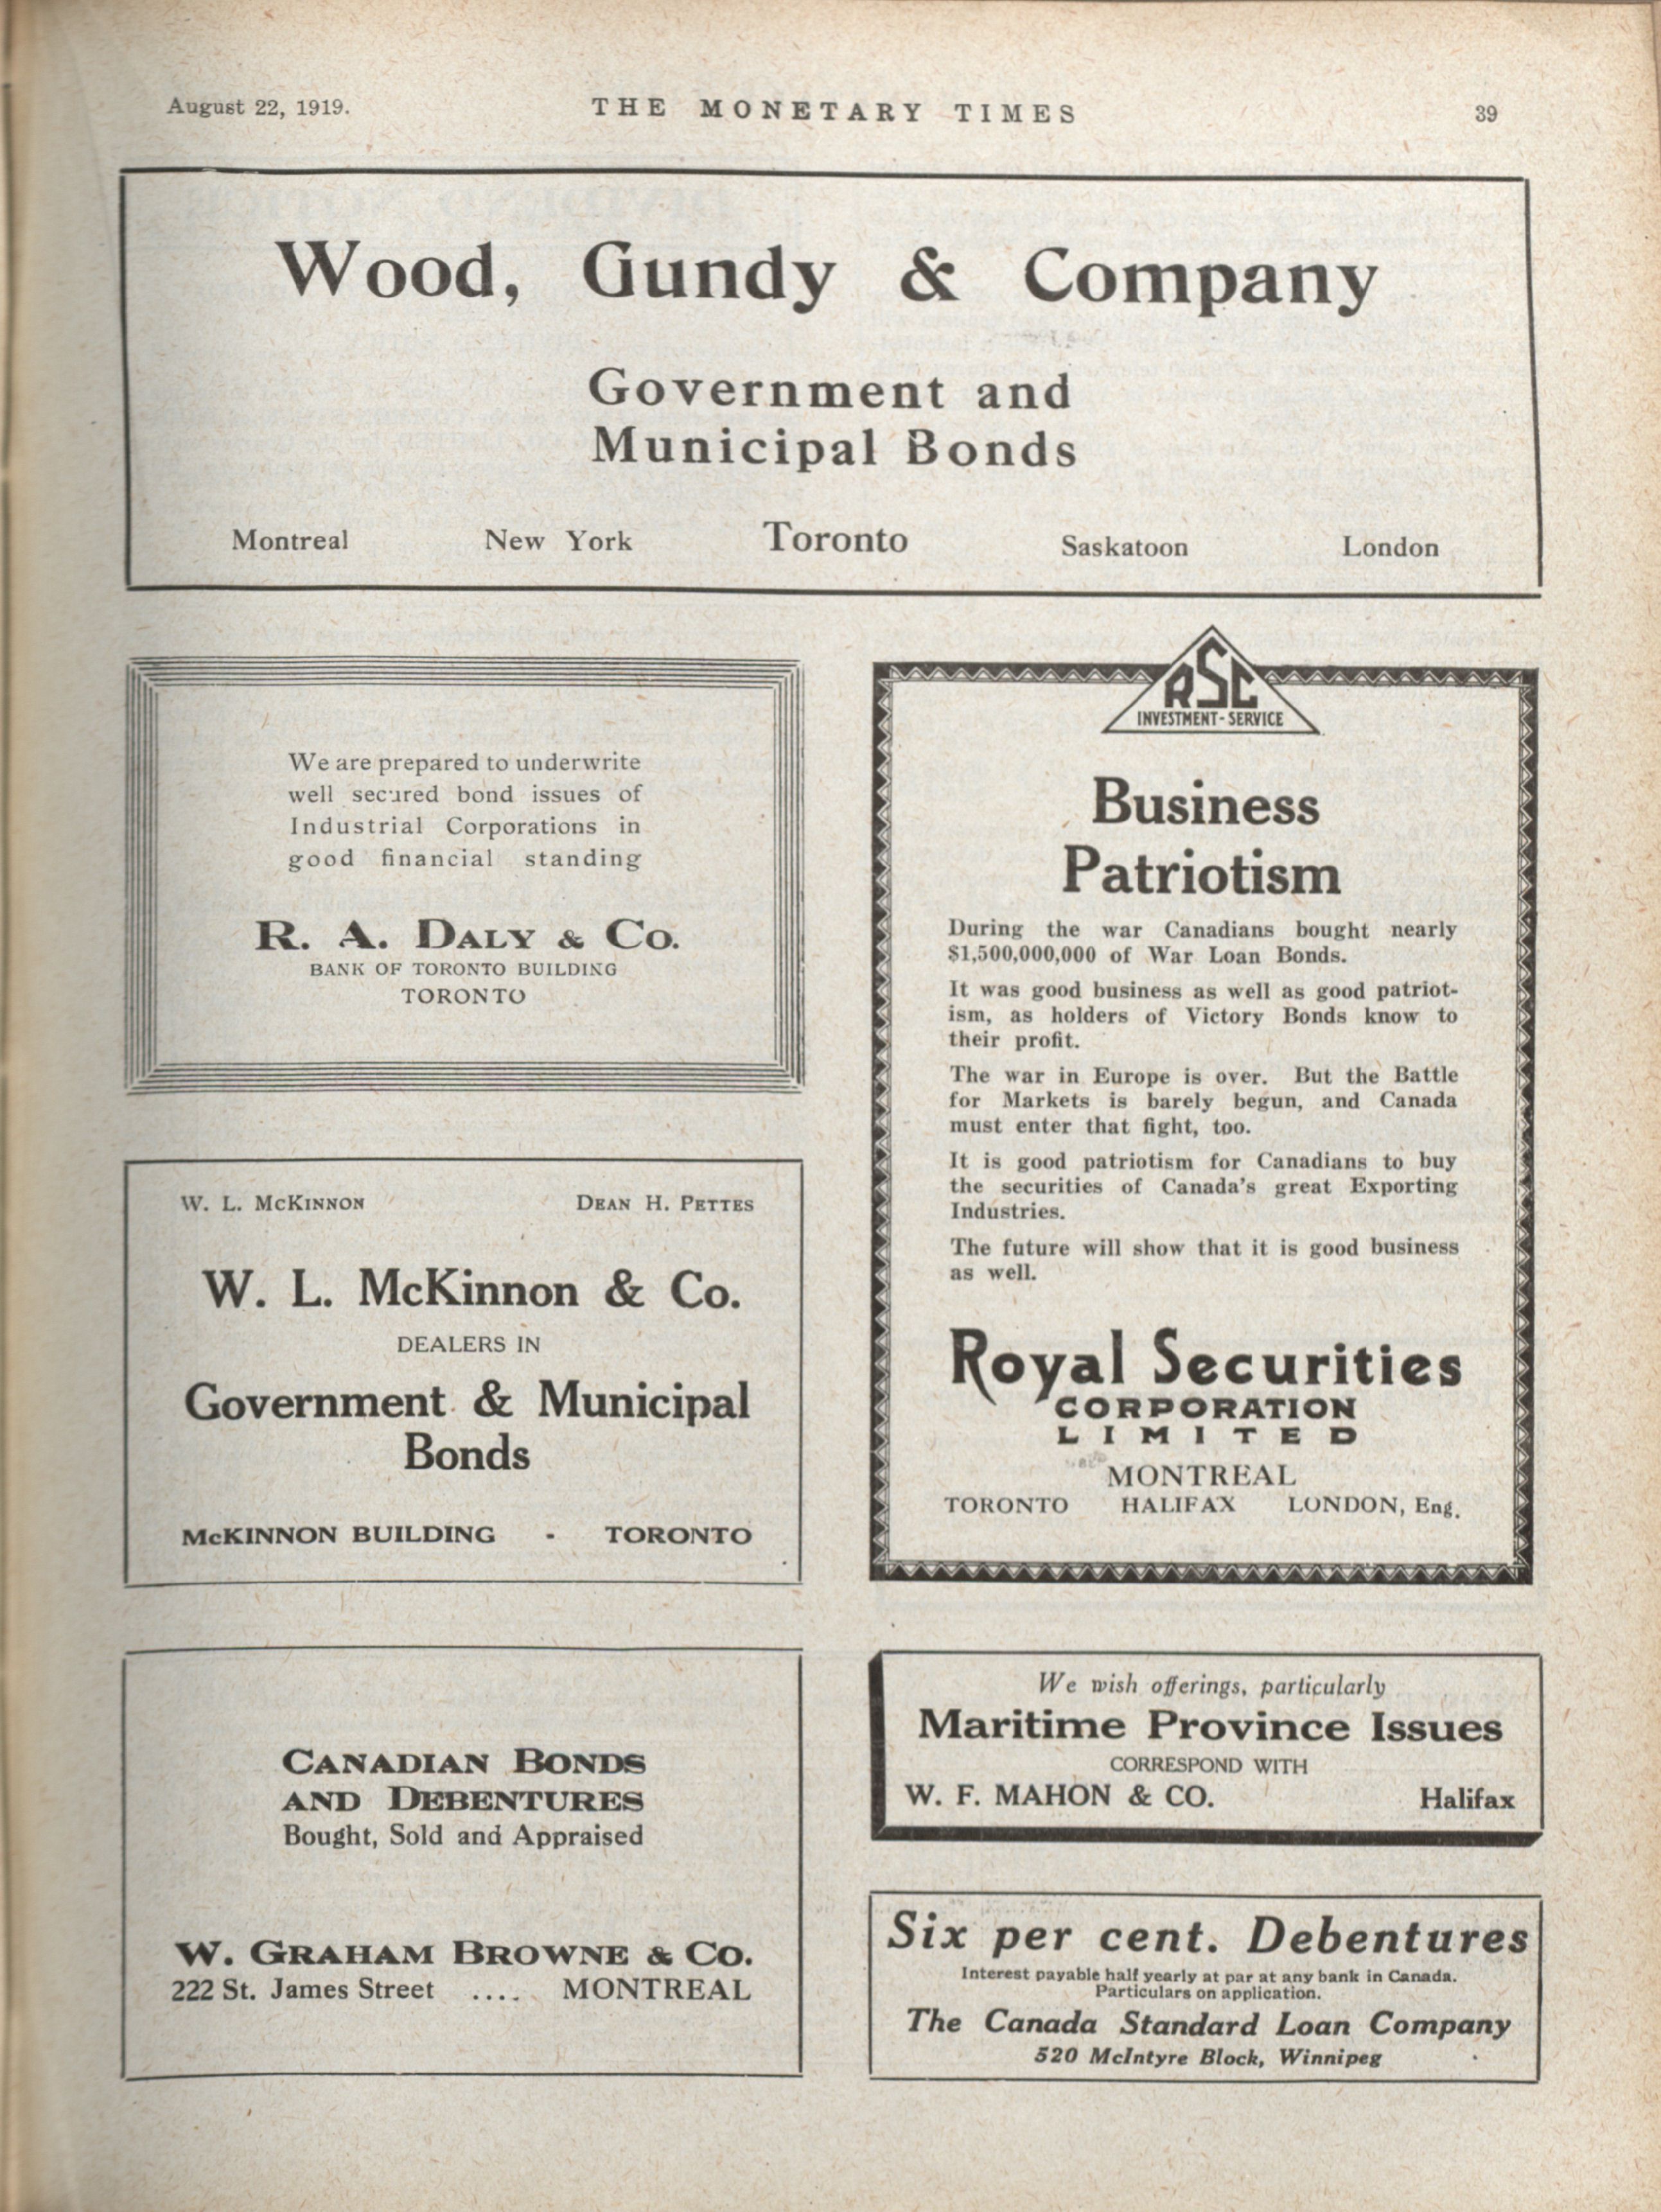 August 22, 1919.
THE MONETARY TIMES
39
Wood, Gundy & Company
Government and
Municipal Bonds
Montreal New York Toronto Saskatoon London
We are prepared to underwrite
well secured bond issues of
Industrial Corporations in
good financial standing
R. A. DALY & CO.
BANK OF TORONTO BUILDING
TORONTO
W. L. MCKINNON DEAN H. PETTES
W. L. McKinnon & Co.
DEALERS IN
Government & Municipal
Bonds
McKINNON BUILDING - TORONTO
CANADIAN BONDS
AND DEBENTURES
Bought, Sold and Appraised
W. GRAHAM BROWNE & CO.
222 St. James Street .... MONTREAL
RSC
INVESTMENT-SERVICE
Business
Patriotism
During the war Canadians bought nearly
$1,500,000,000 of War Loan Bonds.
It was good business as well as good patriot-
ism, as holders of Victory Bonds know to
their profit.
The war in Europe is over. But the Battle
for Markets is barely begun, and Canada
must enter that fight, too.
It is good patriotism for Canadians to buy
the securities of Canada's great Exporting
Industries.
The future will show that it is good business
as well.
Royal Securities
CORPORATION
LIMITED
MONTREAL
TORONTO HALIFAX LONDON, Eng.
We wish offerings, particularly
Maritime Province Issues
CORRESPOND WITH
W. F. MAHON & CO. Halifax
Six per cent. Debentures
Interest payable half yearly at par at any bank in Canada.
Particulars on application.
The Canada Standard Loan Company
520 McIntyre Block, Winnipeg